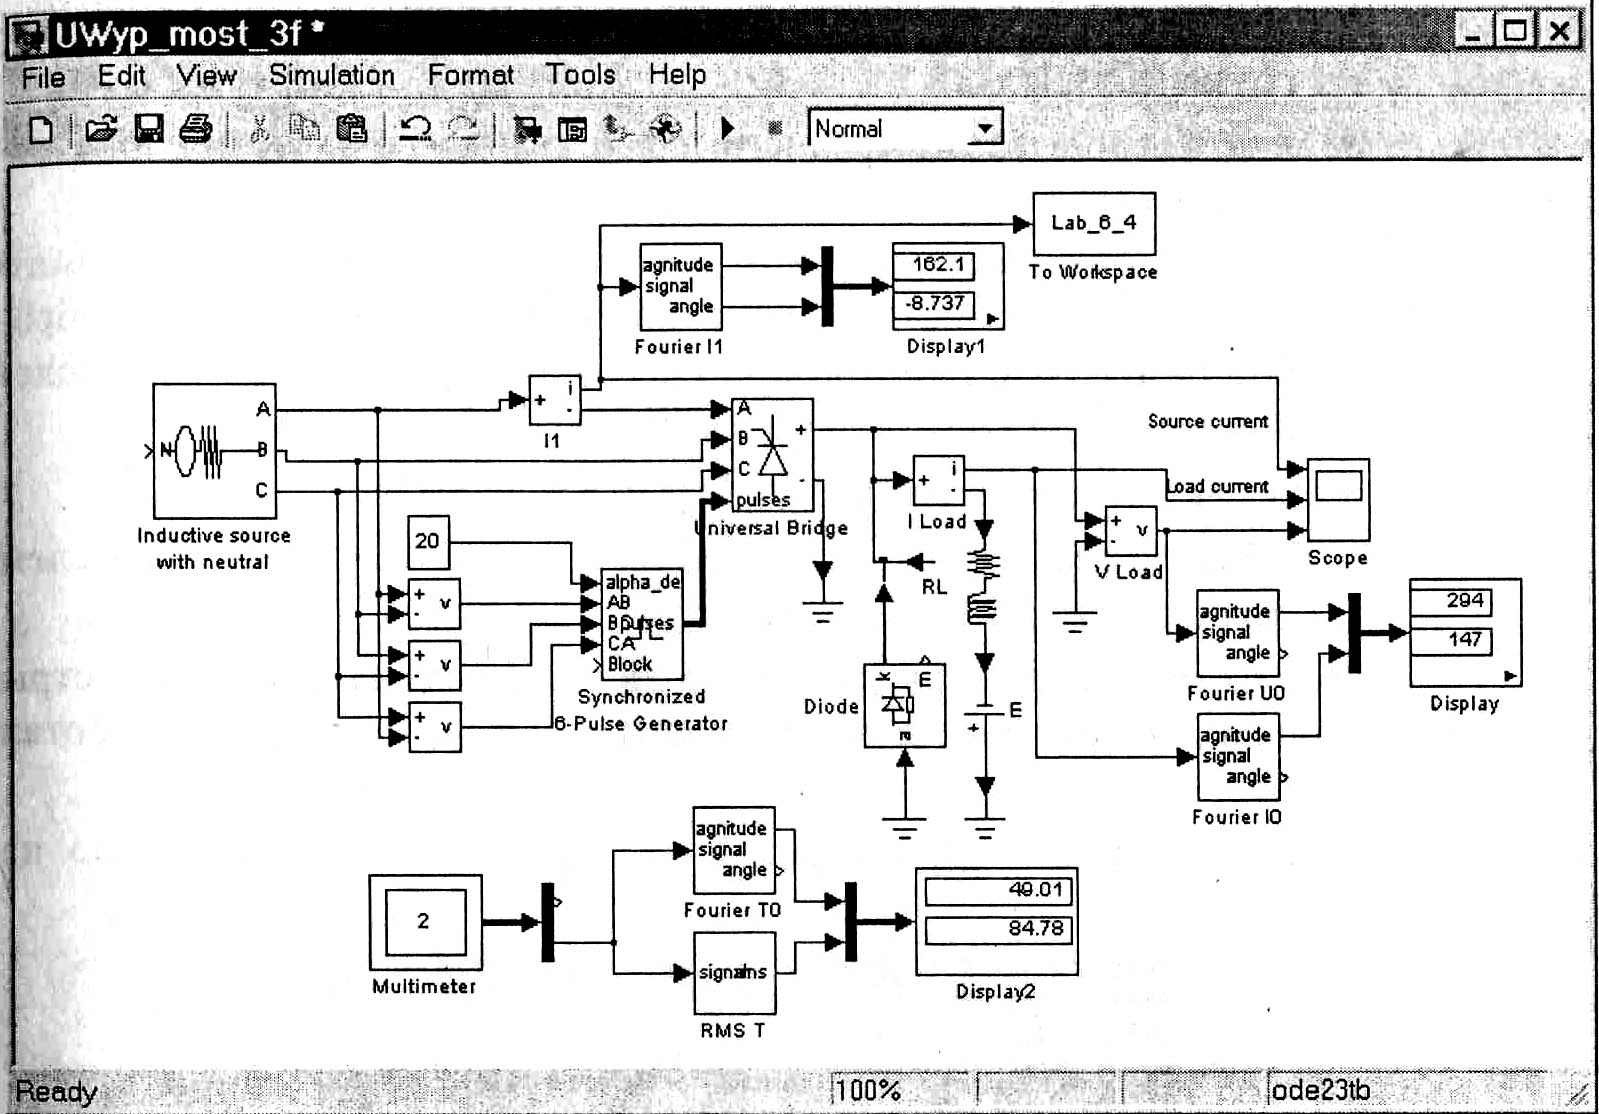 UWyp_most_3f *
File Edit View Simulation Format Tools Help
Normal
Lab_6_4
To Workspace
agnitude
signal
angle
Fourier I1
162.1
-8.737
Display1
i
+
-
I1
A
N
B
C
Inductive source
with neutral
A
B
C
pulses
+
-
Universal Bridge
Source current
Load current
Scope
+
i
-
I Load
+
-
v
V Load
RL
20
+
-
v
+
-
v
+
-
v
alpha_de
AB
CA
Block
Synchronized
6-Pulse Generator
Diode
k
m
a
E
+
agnitude
signal
angle
Fourier U0
294
147
Display
agnitude
signal
angle
Fourier I0
2
Multimeter
agnitude
signal
angle
Fourier T0
signal
RMS T
49.01
84.78
Display2
Ready
100%
ode23tb